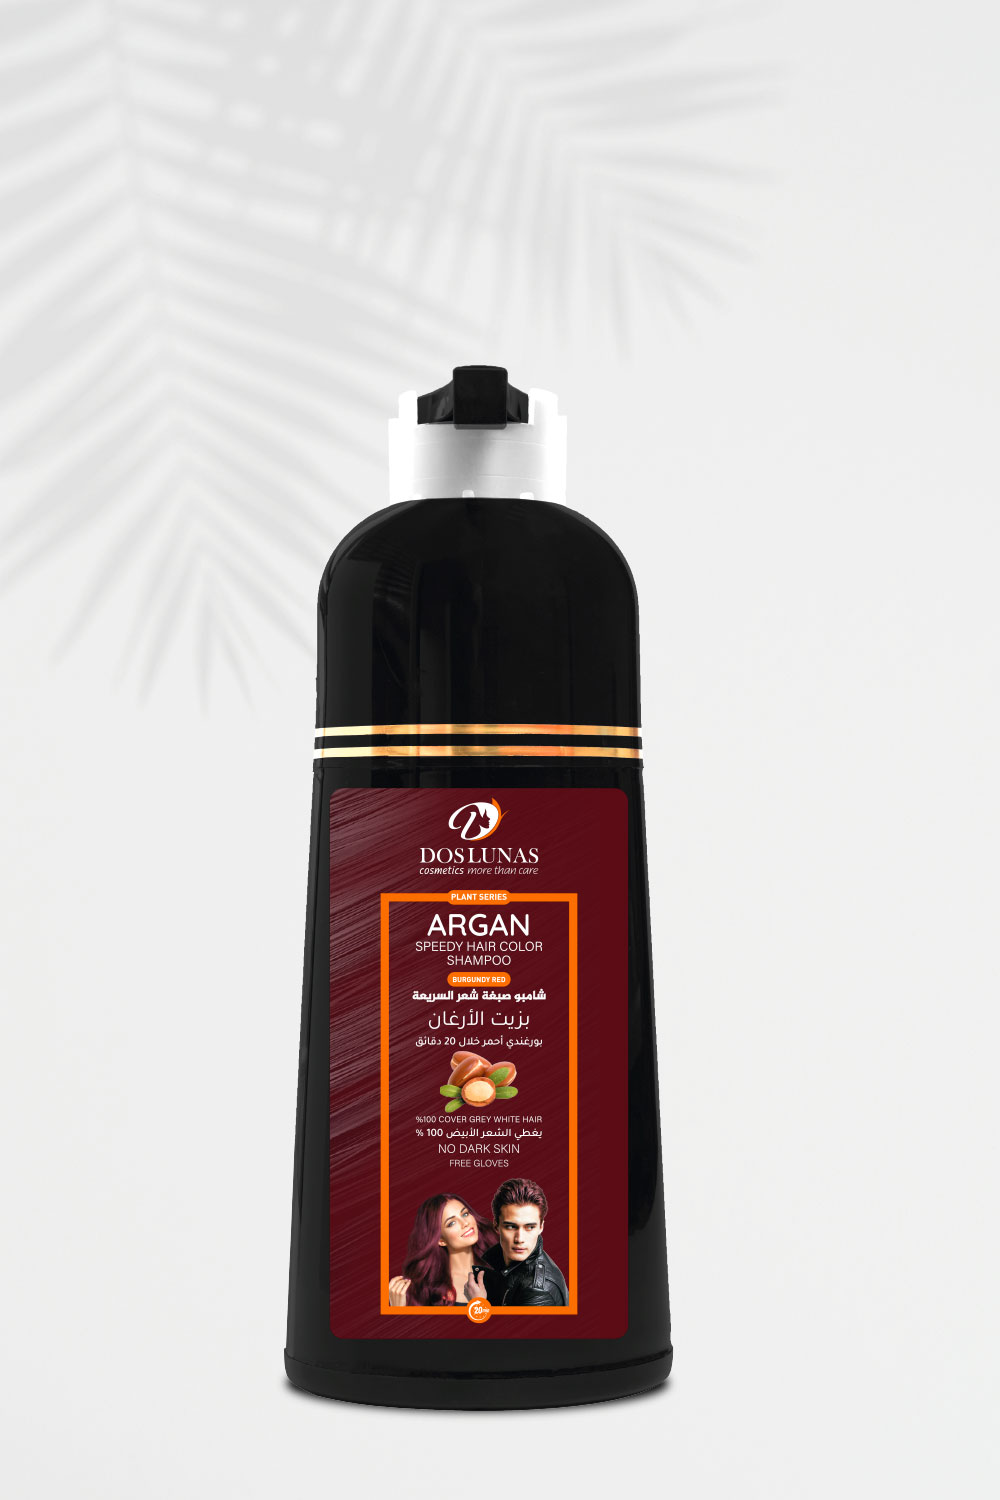 DOSLUNAS
cosmetics more than care
PLANT SERIES
ARGAN
SPEEDY HAIR COLOR
SHAMPOO
BURGUNDY RED
شامبو صبغة شعر السريعة
بزيت الأرغان
بورغندي أحمر خلال 20 دقائق
%100 COVER GREY WHITE HAIR
يغطي الشعر الأبيض 100 %
NO DARK SKIN
FREE GLOVES
20